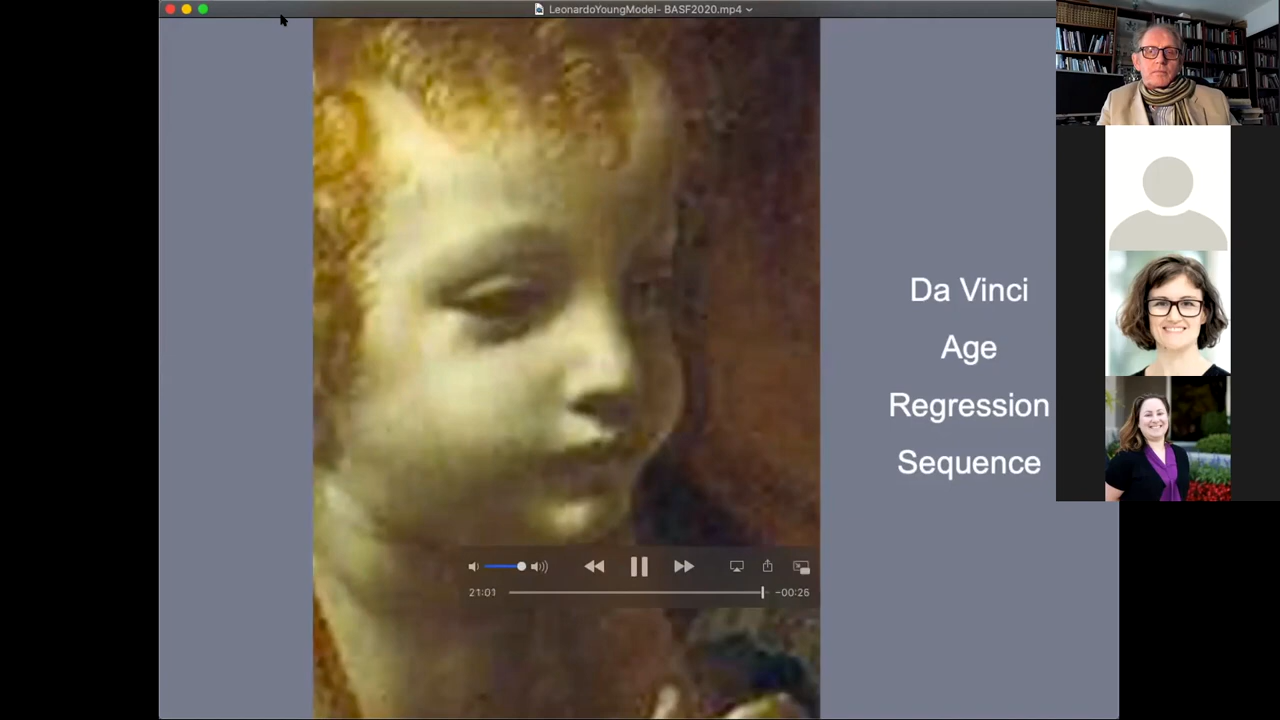 LeonardoYoungModel- BASF2020.mp4
Da Vinci
Age
Regression
Sequence
21:01
-00:26